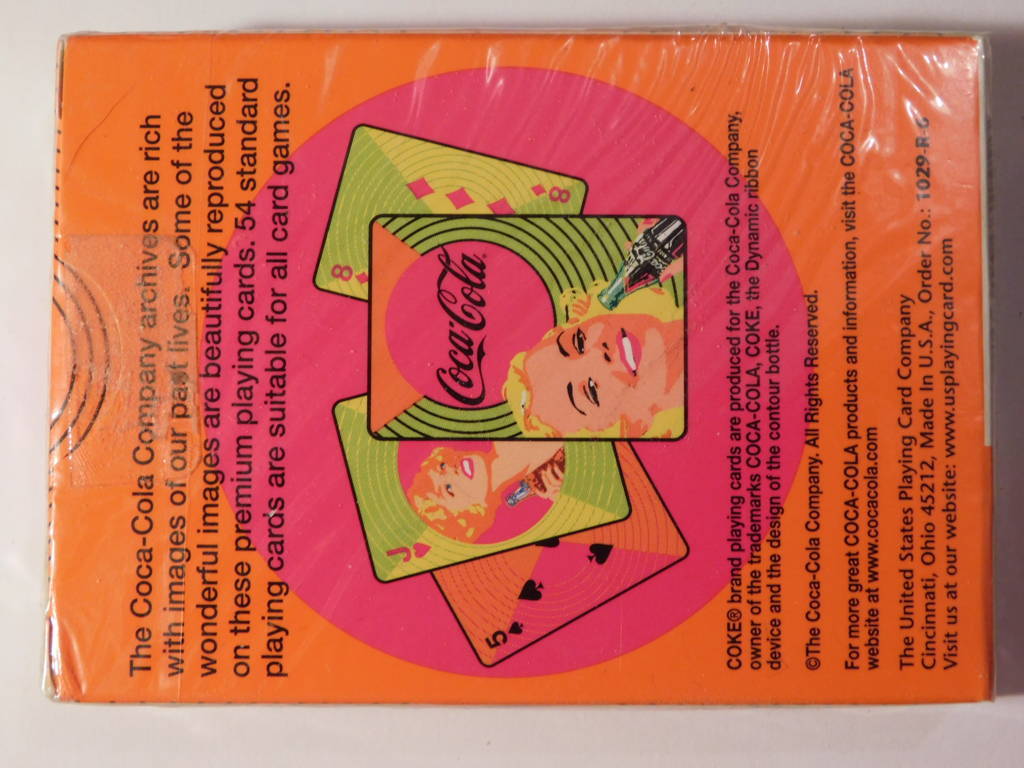 The Coca-Cola Company archives are rich
with images of our past lives. Some of the
wonderful images are beautifully reproduced
on these premium playing cards. 54 standard
playing cards are suitable for all card games.
8
J
Coca-Cola
5
8
Coca-Cola
COKE® brand playing cards are produced for the Coca-Cola Company,
owner of the trademarks COCA-COLA, COKE, the Dynamic ribbon
device and the design of the contour bottle.
©The Coca-Cola Company. All Rights Reserved.
For more great COCA-COLA products and information, visit the COCA-COLA
website at www.cocacola.com
The United States Playing Card Company
Cincinnati, Ohio 45212, Made In U.S.A., Order No.: 1029-R-6
Visit us at our website: www.usplayingcard.com